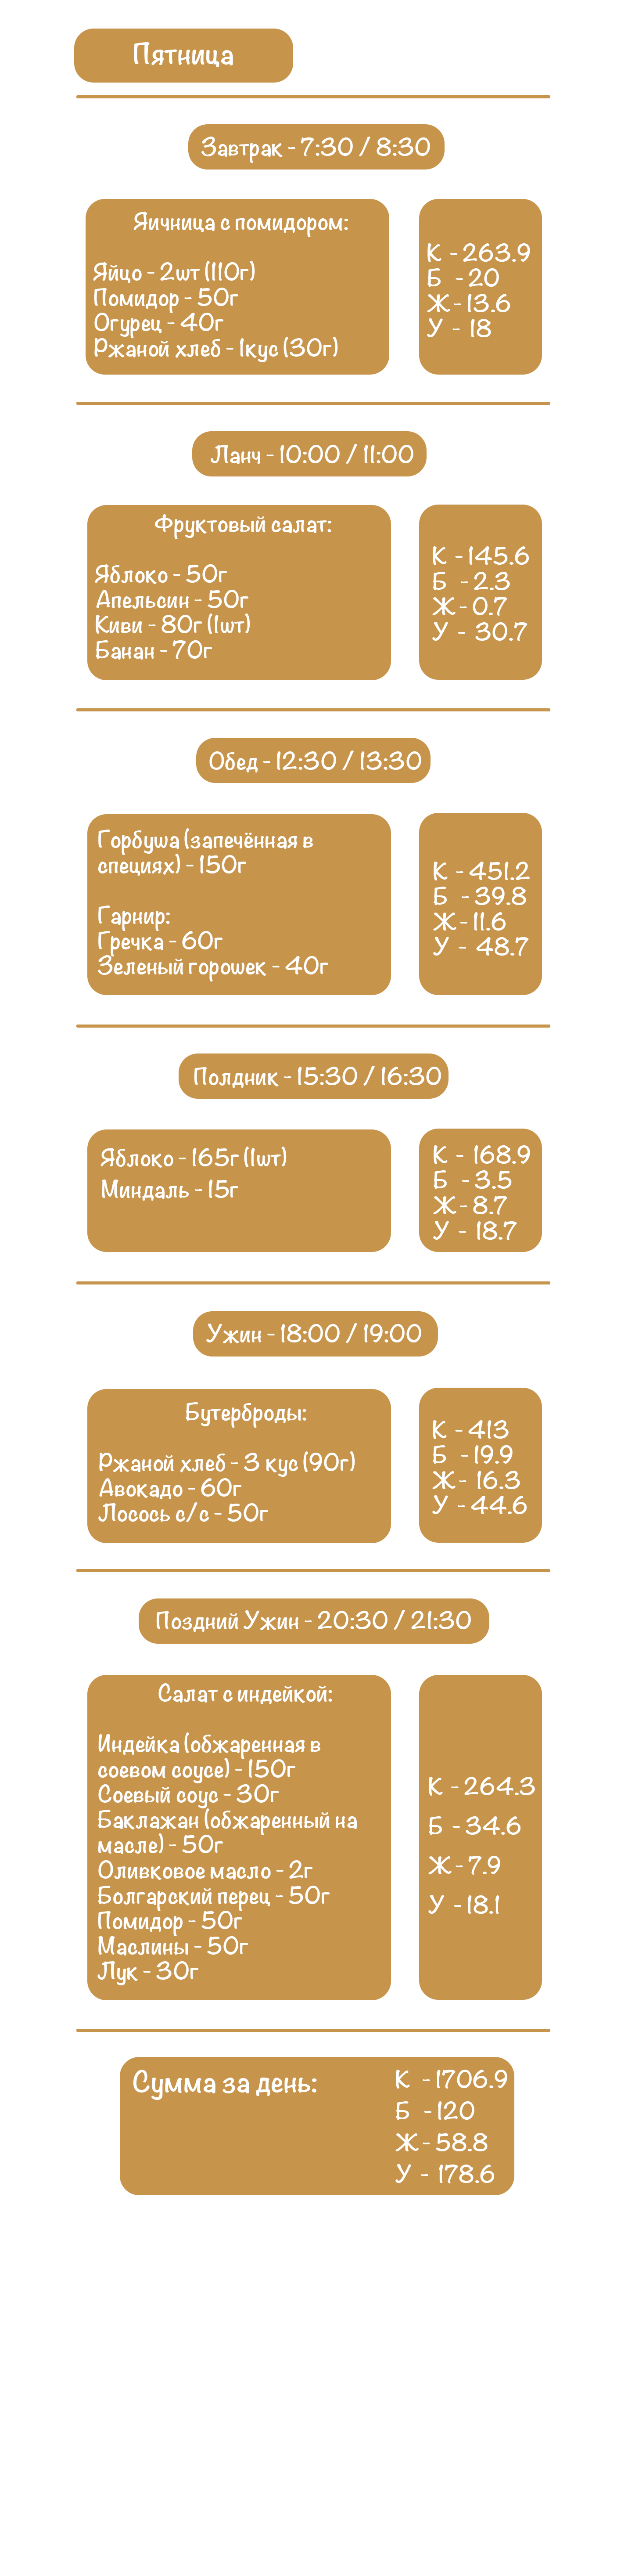 Пятница
Завтрак - 7:30 / 8:30
Яичница с помидором:
Яйцо - 2шт (110г)
Помидор - 50г
Огурец - 40г
Ржаной хлеб - 1кус (30г)
К - 263.9
Б - 20
Ж - 13.6
У - 18
Ланч - 10:00 / 11:00
Фруктовый салат:
Яблоко - 50г
Апельсин - 50г
Киви - 80г (1шт)
Банан - 70г
К - 145.6
Б - 2.3
Ж - 0.7
У - 30.7
Обед - 12:30 / 13:30
Горбуша (запечённая в
специях) - 150г
Гарнир:
Гречка - 60г
Зеленый горошек - 40г
К - 451.2
Б - 39.8
Ж - 11.6
У - 48.7
Полдник - 15:30 / 16:30
Яблоко - 165г (1шт)
Миндаль - 15г
К - 168.9
Б - 3.5
Ж - 8.7
У - 18.7
Ужин - 18:00 / 19:00
Бутерброды:
Ржаной хлеб - 3 кус (90г)
Авокадо - 60г
Лосось с/с - 50г
К - 413
Б - 19.9
Ж - 16.3
У - 44.6
Поздний Ужин - 20:30 / 21:30
Салат с индейкой:
Индейка (обжаренная в
соевом соусе) - 150г
Соевый соус - 30г
Баклажан (обжаренный на
масле) - 50г
Оливковое масло - 2г
Болгарский перец - 50г
Помидор - 50г
Маслины - 50г
Лук - 30г
К - 264.3
Б - 34.6
Ж - 7.9
У - 18.1
Сумма за день:
К - 1706.9
Б - 120
Ж - 58.8
У - 178.6